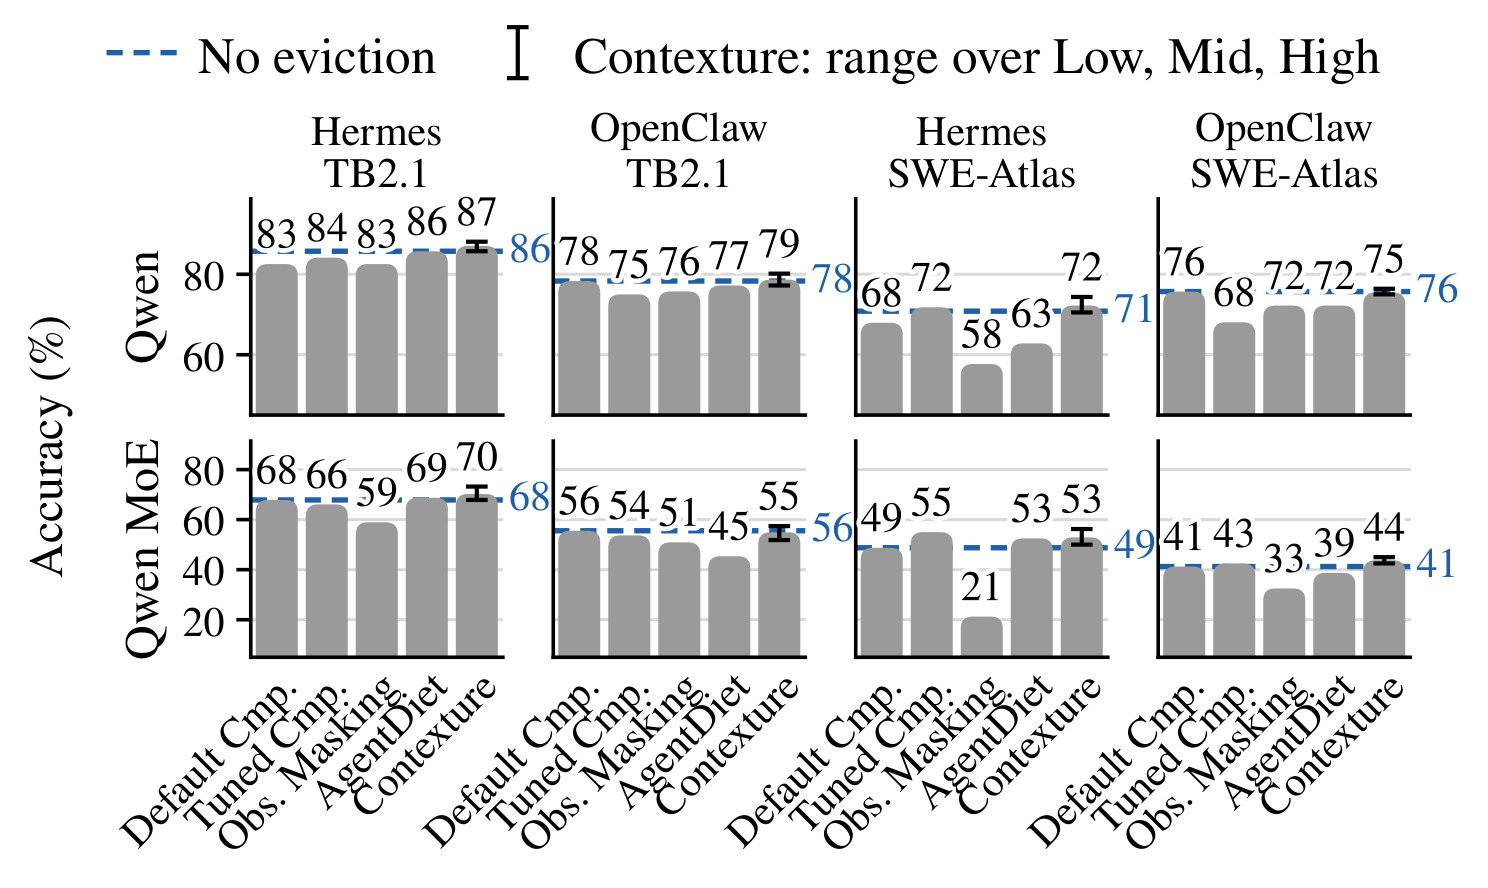 No eviction
Contexture: range over Low, Mid, High
Hermes
TB2.1
OpenClaw
TB2.1
Hermes
SWE-Atlas
OpenClaw
SWE-Atlas
Accuracy (%)
Qwen
80
60
83 84 83 86 87 86
78 75 76 77 79 78
68 72 58 63 72 71
76 68 72 72 75 76
Qwen MoE
80
60
40
20
68 66 59 69 70 68
56 54 51 45 55 56
49 55 21 53 53 49
41 43 33 39 44 41
Default Cmp.
Tuned Cmp.
Obs. Masking
AgentDiet
Contexture
Default Cmp.
Tuned Cmp.
Obs. Masking
AgentDiet
Contexture
Default Cmp.
Tuned Cmp.
Obs. Masking
AgentDiet
Contexture
Default Cmp.
Tuned Cmp.
Obs. Masking
AgentDiet
Contexture